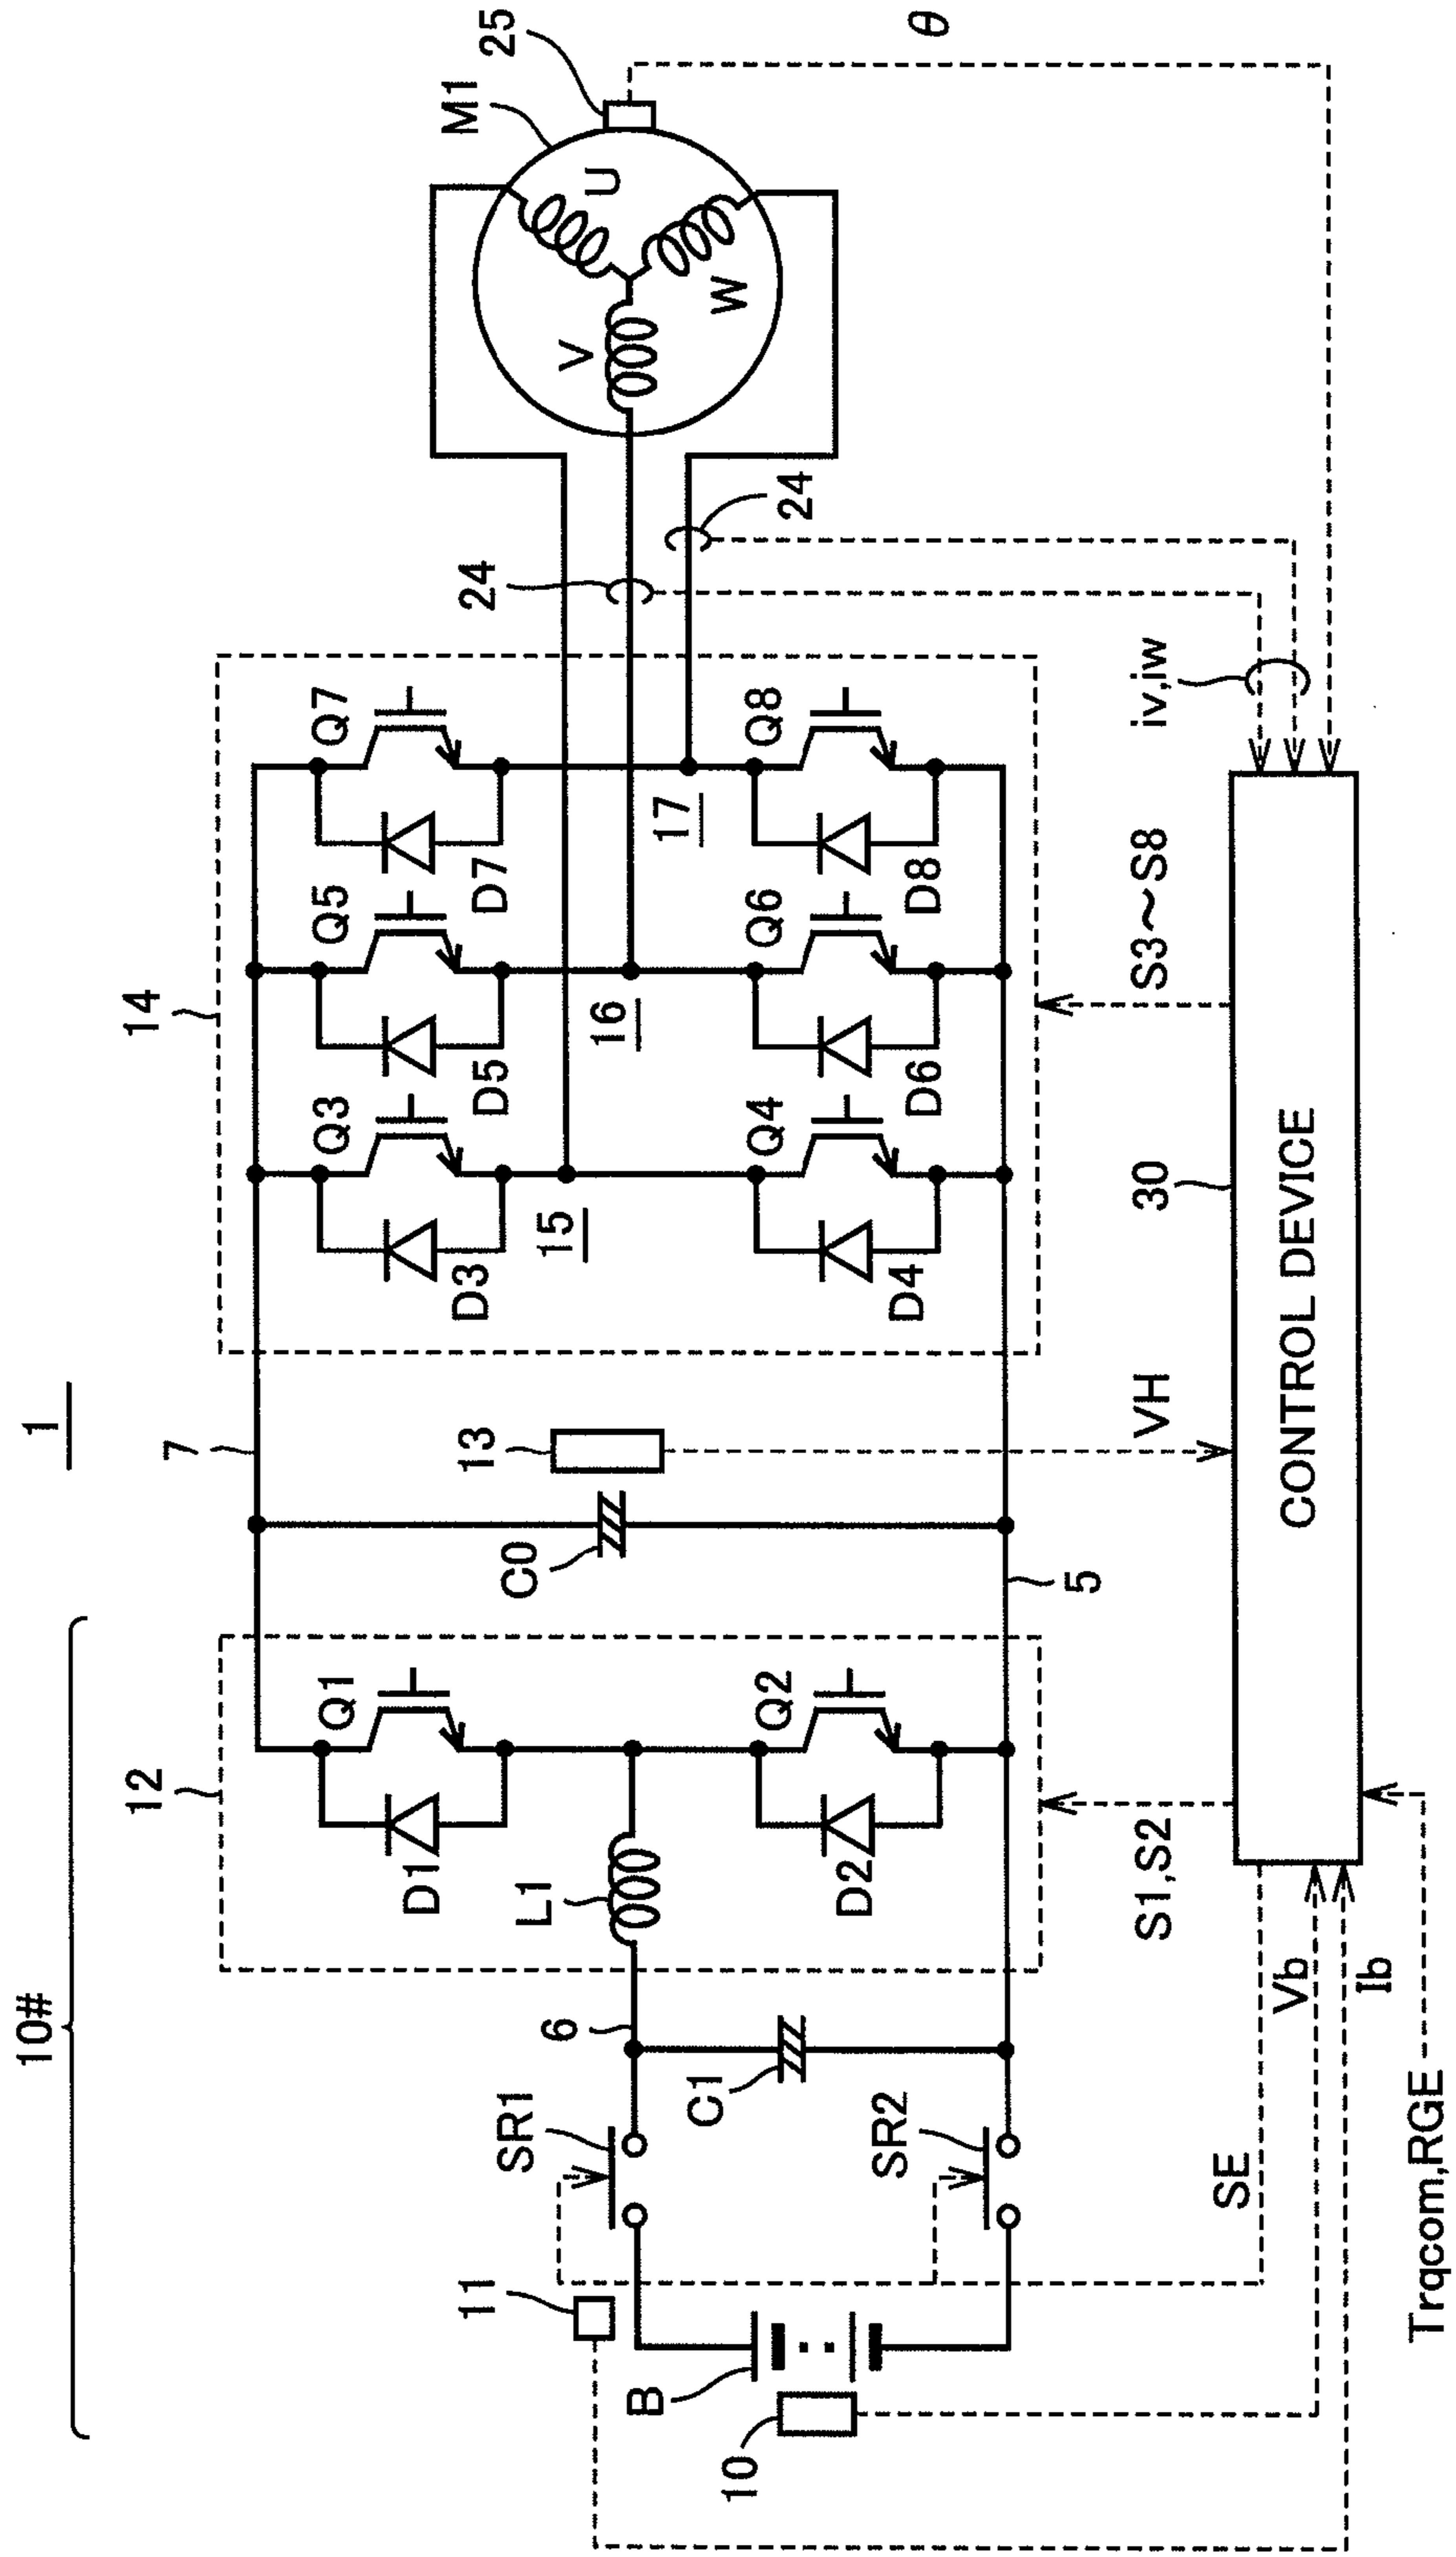 1
10#
12
14
7
Q1
D1
Q2
D2
L1
6
SR1
C1
SR2
11
B
10
C0
13
5
Q3
D3
Q5
D5
Q7
D7
15
16
17
Q4
D4
Q6
D6
Q8
D8
24
24
M1
U
V
W
25
θ
SE
Vb
Ib
S1,S2
VH
30
S3~S8
iv,iw
CONTROL DEVICE
Trqcom,RGE